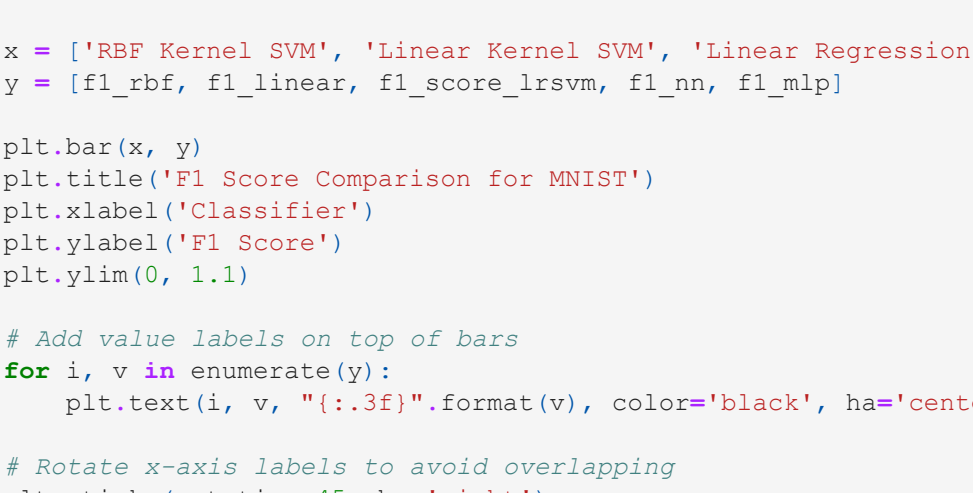 x = ['RBF Kernel SVM', 'Linear Kernel SVM', 'Linear Regression
y = [f1_rbf, f1_linear, f1_score_lrsvm, f1_nn, f1_mlp]
plt.bar(x, y)
plt.title('F1 Score Comparison for MNIST')
plt.xlabel('Classifier')
plt.ylabel('F1 Score')
plt.ylim(0, 1.1)
# Add value labels on top of bars
for i, v in enumerate(y):
    plt.text(i, v, "{:.3f}".format(v), color='black', ha='cent
# Rotate x-axis labels to avoid overlapping